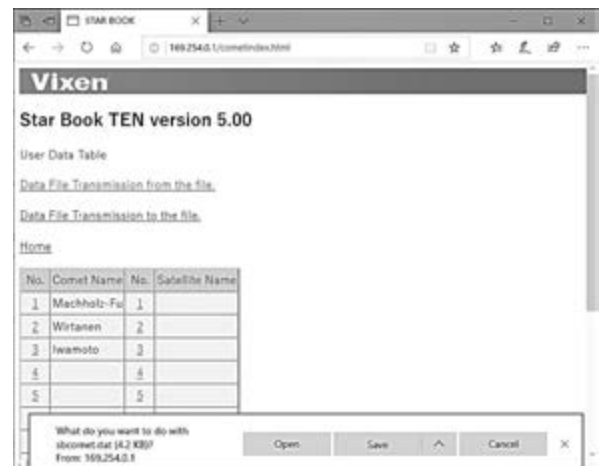 STAR BOOK
169.254.0.1/cometindex.html
Vixen
Star Book TEN version 5.00
User Data Table
Data File Transmission from the file.
Data File Transmission to the file.
Home
No. Comet Name No. Satellite Name
1 Machholz-Fu 1
2 Wirtanen 2
3 Iwamoto 3
4 4
5 5
What do you want to do with
sbcomet.dat (4.2 KB)?
From: 169.254.0.1
Open Save Cancel